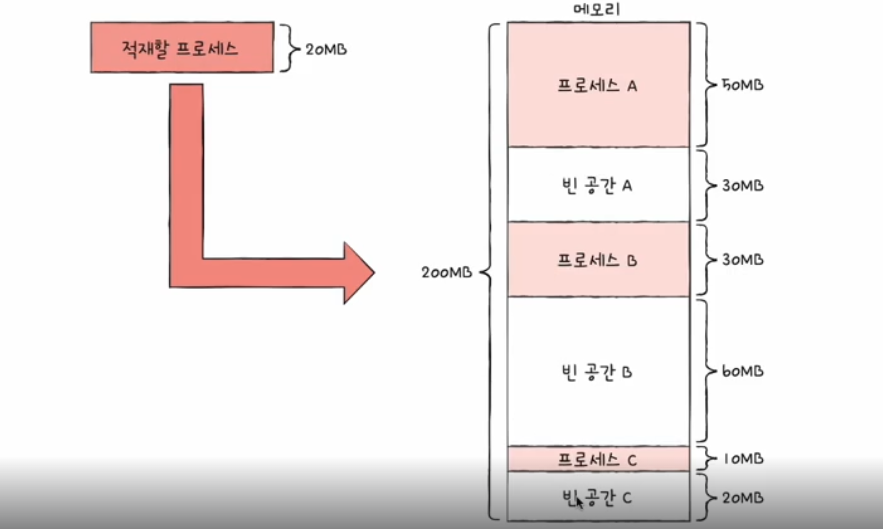 메모리
적재할 프로세스
20MB
프로세스 A
50MB
빈 공간 A
30MB
프로세스 B
30MB
200MB
빈 공간 B
60MB
프로세스 C
10MB
빈 공간 C
20MB